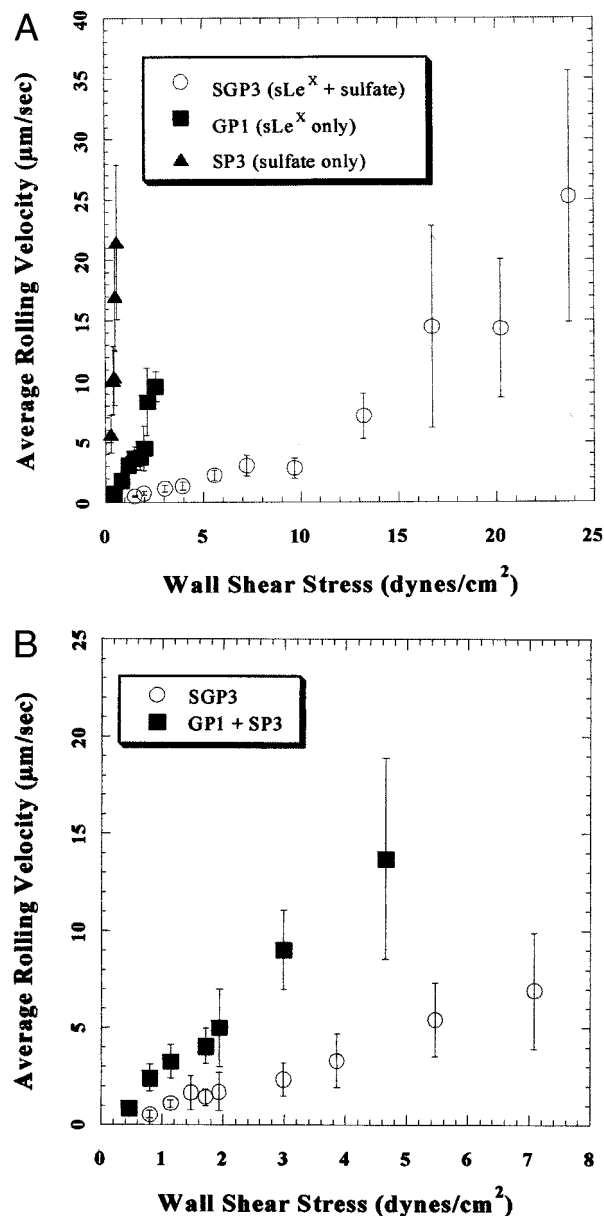 A
Average Rolling Velocity (µm/sec)
40
35
30
25
20
15
10
5
0
SGP3 (sLeˣ + sulfate)
GP1 (sLeˣ only)
SP3 (sulfate only)
0 5 10 15 20 25
Wall Shear Stress (dynes/cm²)
B
Average Rolling Velocity (µm/sec)
25
20
15
10
5
0
SGP3
GP1 + SP3
0 1 2 3 4 5 6 7 8
Wall Shear Stress (dynes/cm²)